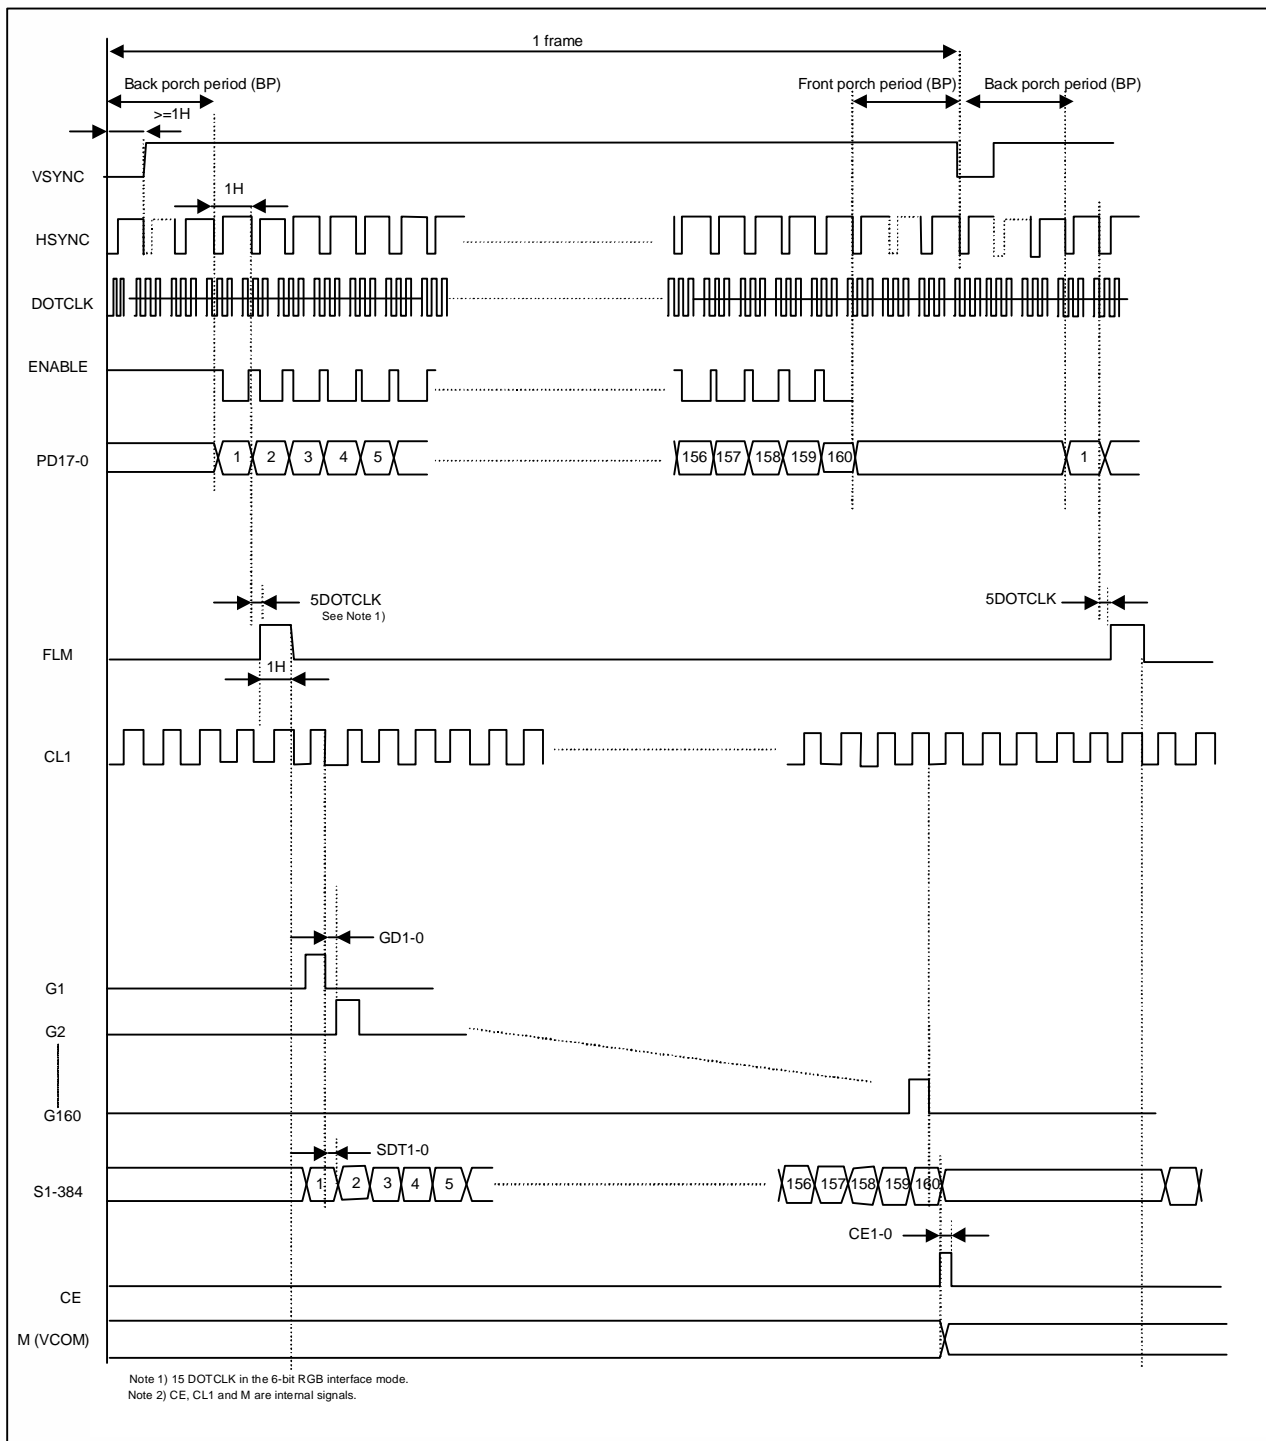 1 frame
Back porch period (BP)
Front porch period (BP)
Back porch period (BP)
>=1H
VSYNC
1H
HSYNC
DOTCLK
ENABLE
PD17-0
1 2 3 4 5
156 157 158 159 160
1
5DOTCLK
See Note 1)
5DOTCLK
FLM
1H
CL1
GD1-0
G1
G2
G160
SDT1-0
S1-384
1 2 3 4 5
156 157 158 159 160
CE1-0
CE
M (VCOM)
Note 1) 15 DOTCLK in the 6-bit RGB interface mode.
Note 2) CE, CL1 and M are internal signals.